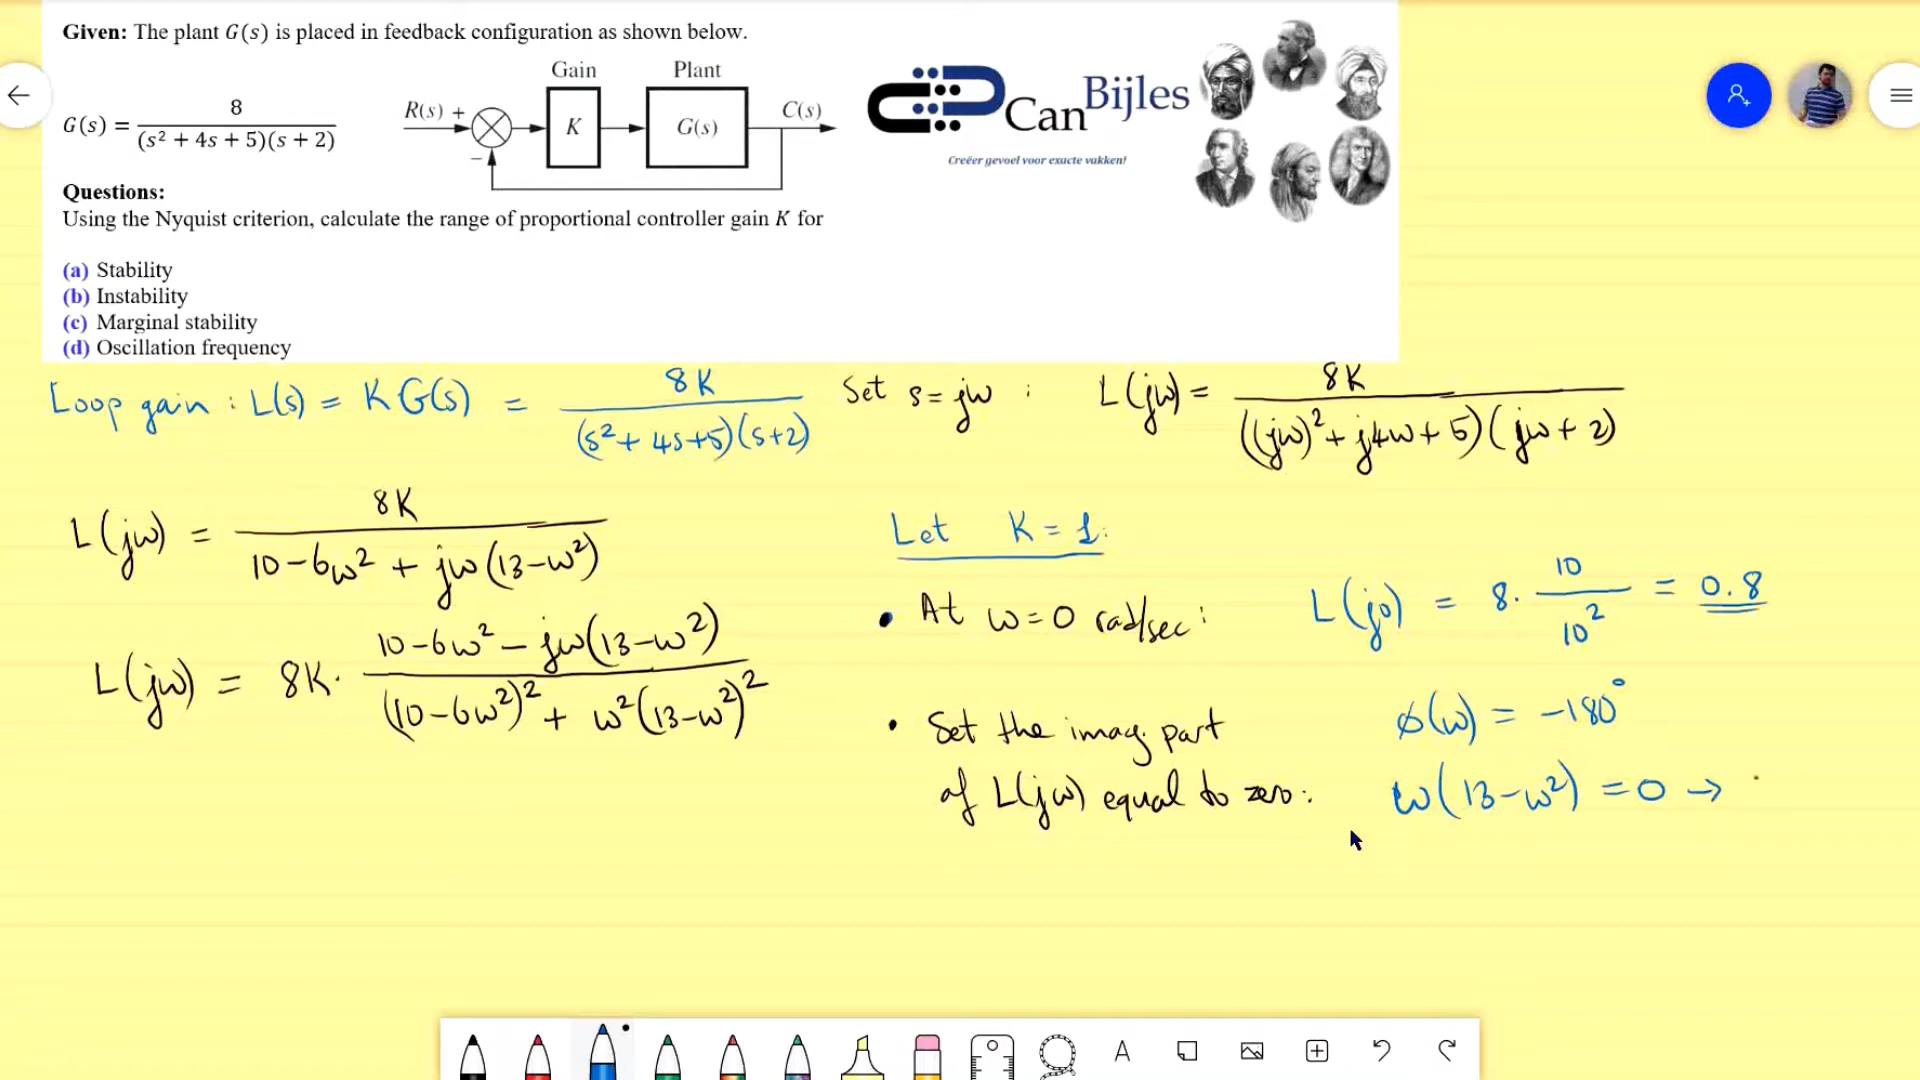 Given: The plant G(s) is placed in feedback configuration as shown below.
G(s) = 8 / ((s² + 4s + 5)(s + 2))
Gain
Plant
R(s) +
K
G(s)
C(s)
−
Can Bijles
Creëer gevoel voor exacte vakken!
Questions:
Using the Nyquist criterion, calculate the range of proportional controller gain K for
(a) Stability
(b) Instability
(c) Marginal stability
(d) Oscillation frequency
Loop gain : L(s) = K G(s) = 8K / ((s² + 4s+5)(s+2))
Set s = jω : L(jω) = 8K / (((jω)² + j4ω + 5)(jω + 2))
L(jω) = 8K / (10 − 6ω² + jω(13−ω²))
L(jω) = 8K · (10−6ω² − jω(13−ω²)) / ((10−6ω²)² + ω²(13−ω²)²)
Let K = 1:
• At ω = 0 rad/sec : L(j0) = 8 · 10 / 10² = 0.8
• Set the imag. part
of L(jω) equal to zero :
φ(ω) = −180°
ω(13−ω²) = 0 →
A